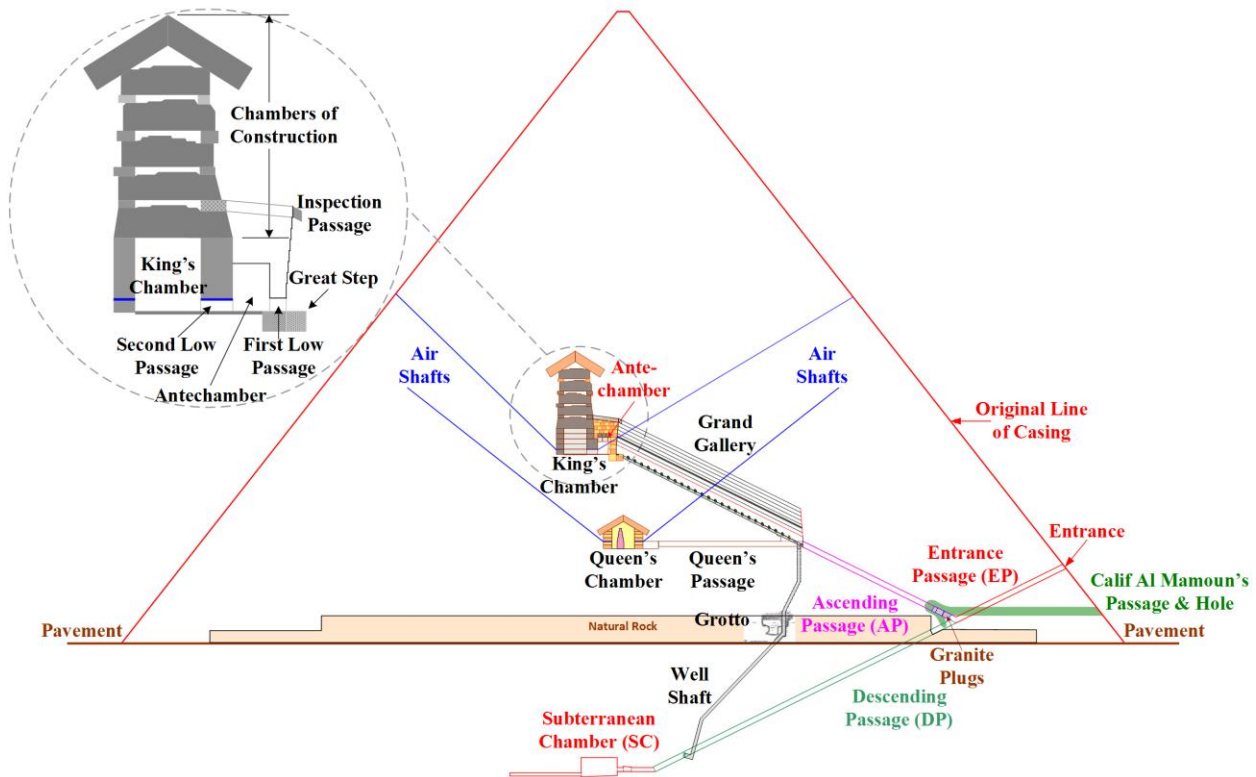 Chambers of
Construction
Inspection
Passage
King's
Chamber
Great Step
Second Low
Passage
First Low
Passage
Antechamber
Air
Shafts
Ante-
chamber
Air
Shafts
Grand
Gallery
Original Line
of Casing
King's
Chamber
Queen's
Chamber
Queen's
Passage
Entrance
Passage (EP)
Entrance
Calif Al Mamoun's
Passage & Hole
Ascending
Passage (AP)
Grotto
Natural Rock
Pavement
Pavement
Granite
Plugs
Well
Shaft
Descending
Passage (DP)
Subterranean
Chamber (SC)